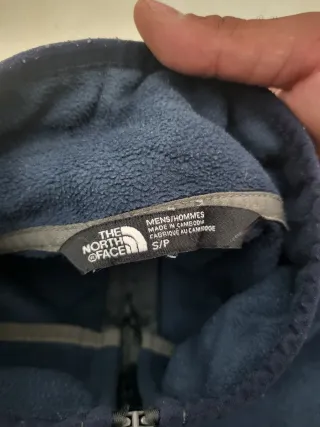 THE
NORTH
©FACE
MENS/HOMMES
MADE IN CAMBODIA
FABRIQUÉ AU CAMBODGE
S/P